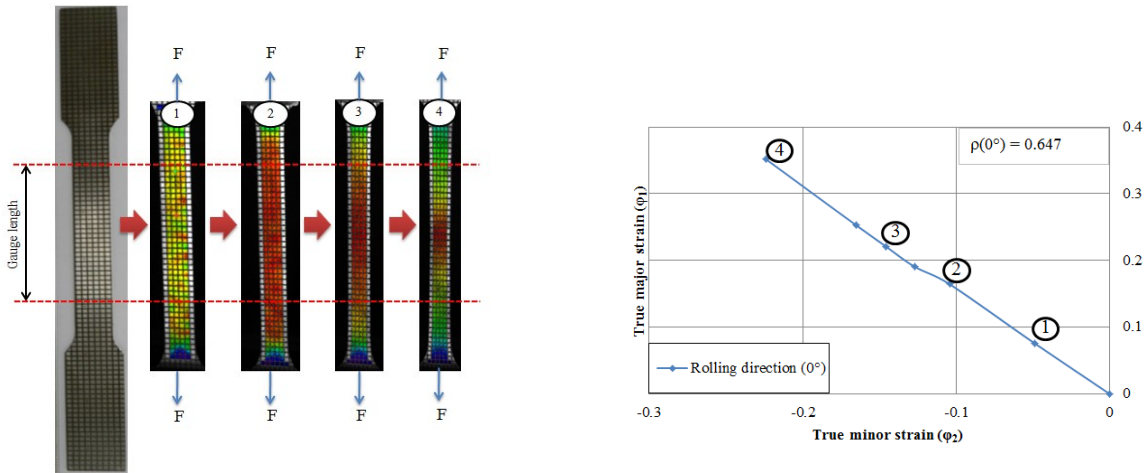 F F F F
1 2 3 4
Gauge length
F F F F
ρ(0°) = 0.647
4
3
2
1
True major strain (φ₁)
0.4
0.3
0.2
0.1
0
Rolling direction (0°)
-0.3 -0.2 -0.1 0
True minor strain (φ₂)